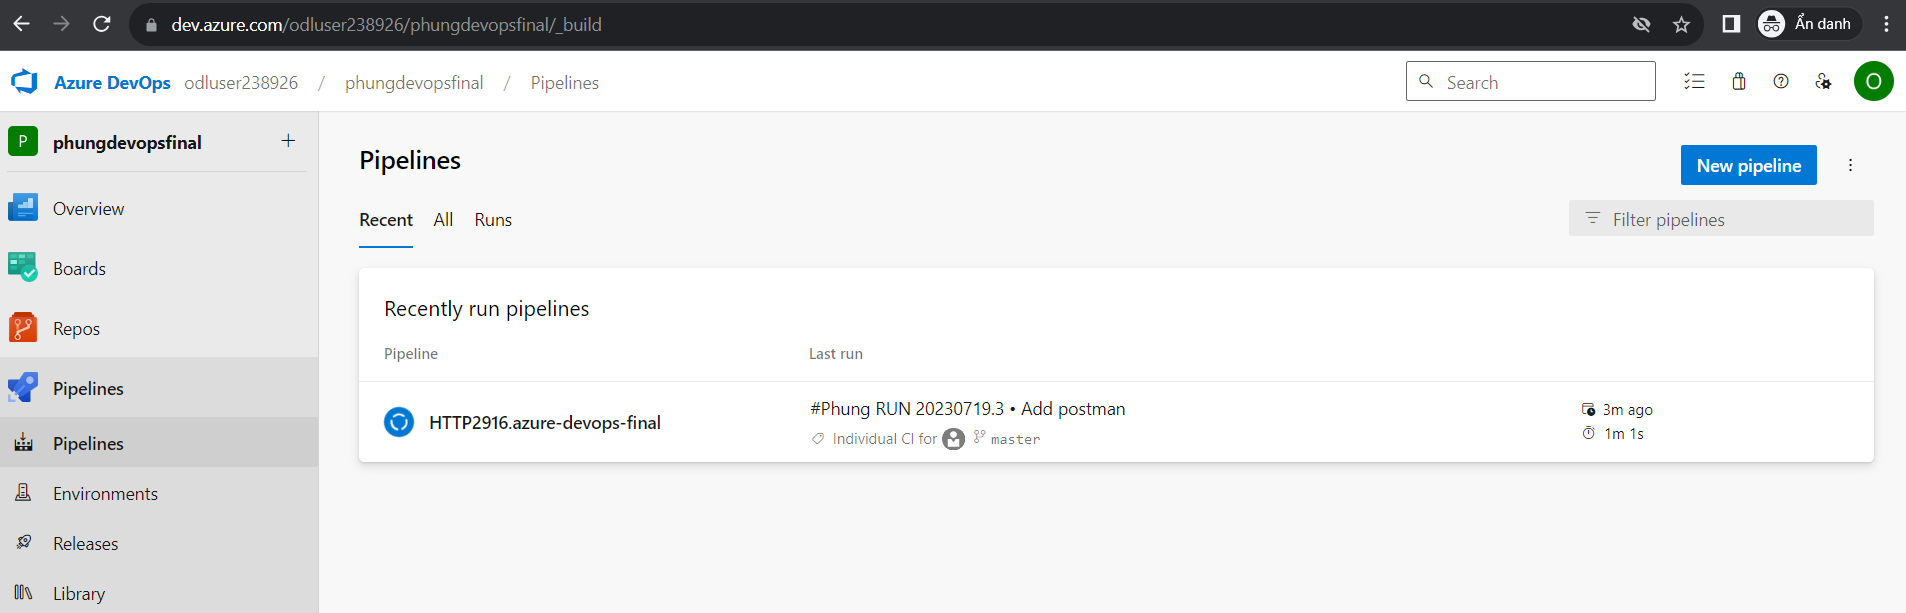 dev.azure.com/odluser238926/phungdevopsfinal/_build
Ẩn danh
Azure DevOps odluser238926 / phungdevopsfinal / Pipelines
Search
O
P phungdevopsfinal
Overview
Boards
Repos
Pipelines
Pipelines
Environments
Releases
Library
Pipelines
New pipeline
Recent All Runs
Filter pipelines
Recently run pipelines
Pipeline Last run
HTTP2916.azure-devops-final
#Phung RUN 20230719.3 • Add postman
Individual CI for master
3m ago
1m 1s